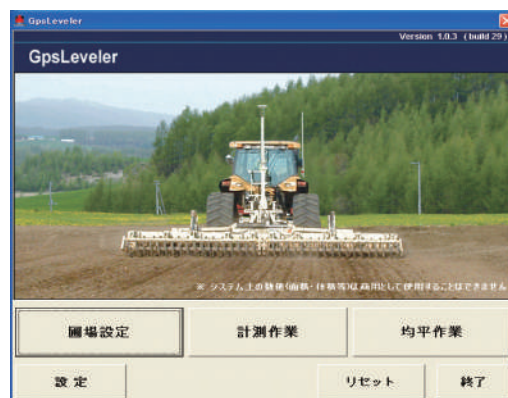 GpsLeveler
Version 1.0.3 (build 29)
GpsLeveler
※ システム上の数値(面積・体積等)は商用として使用することはできません
圃場設定
計測作業
均平作業
設定
リセット
終了